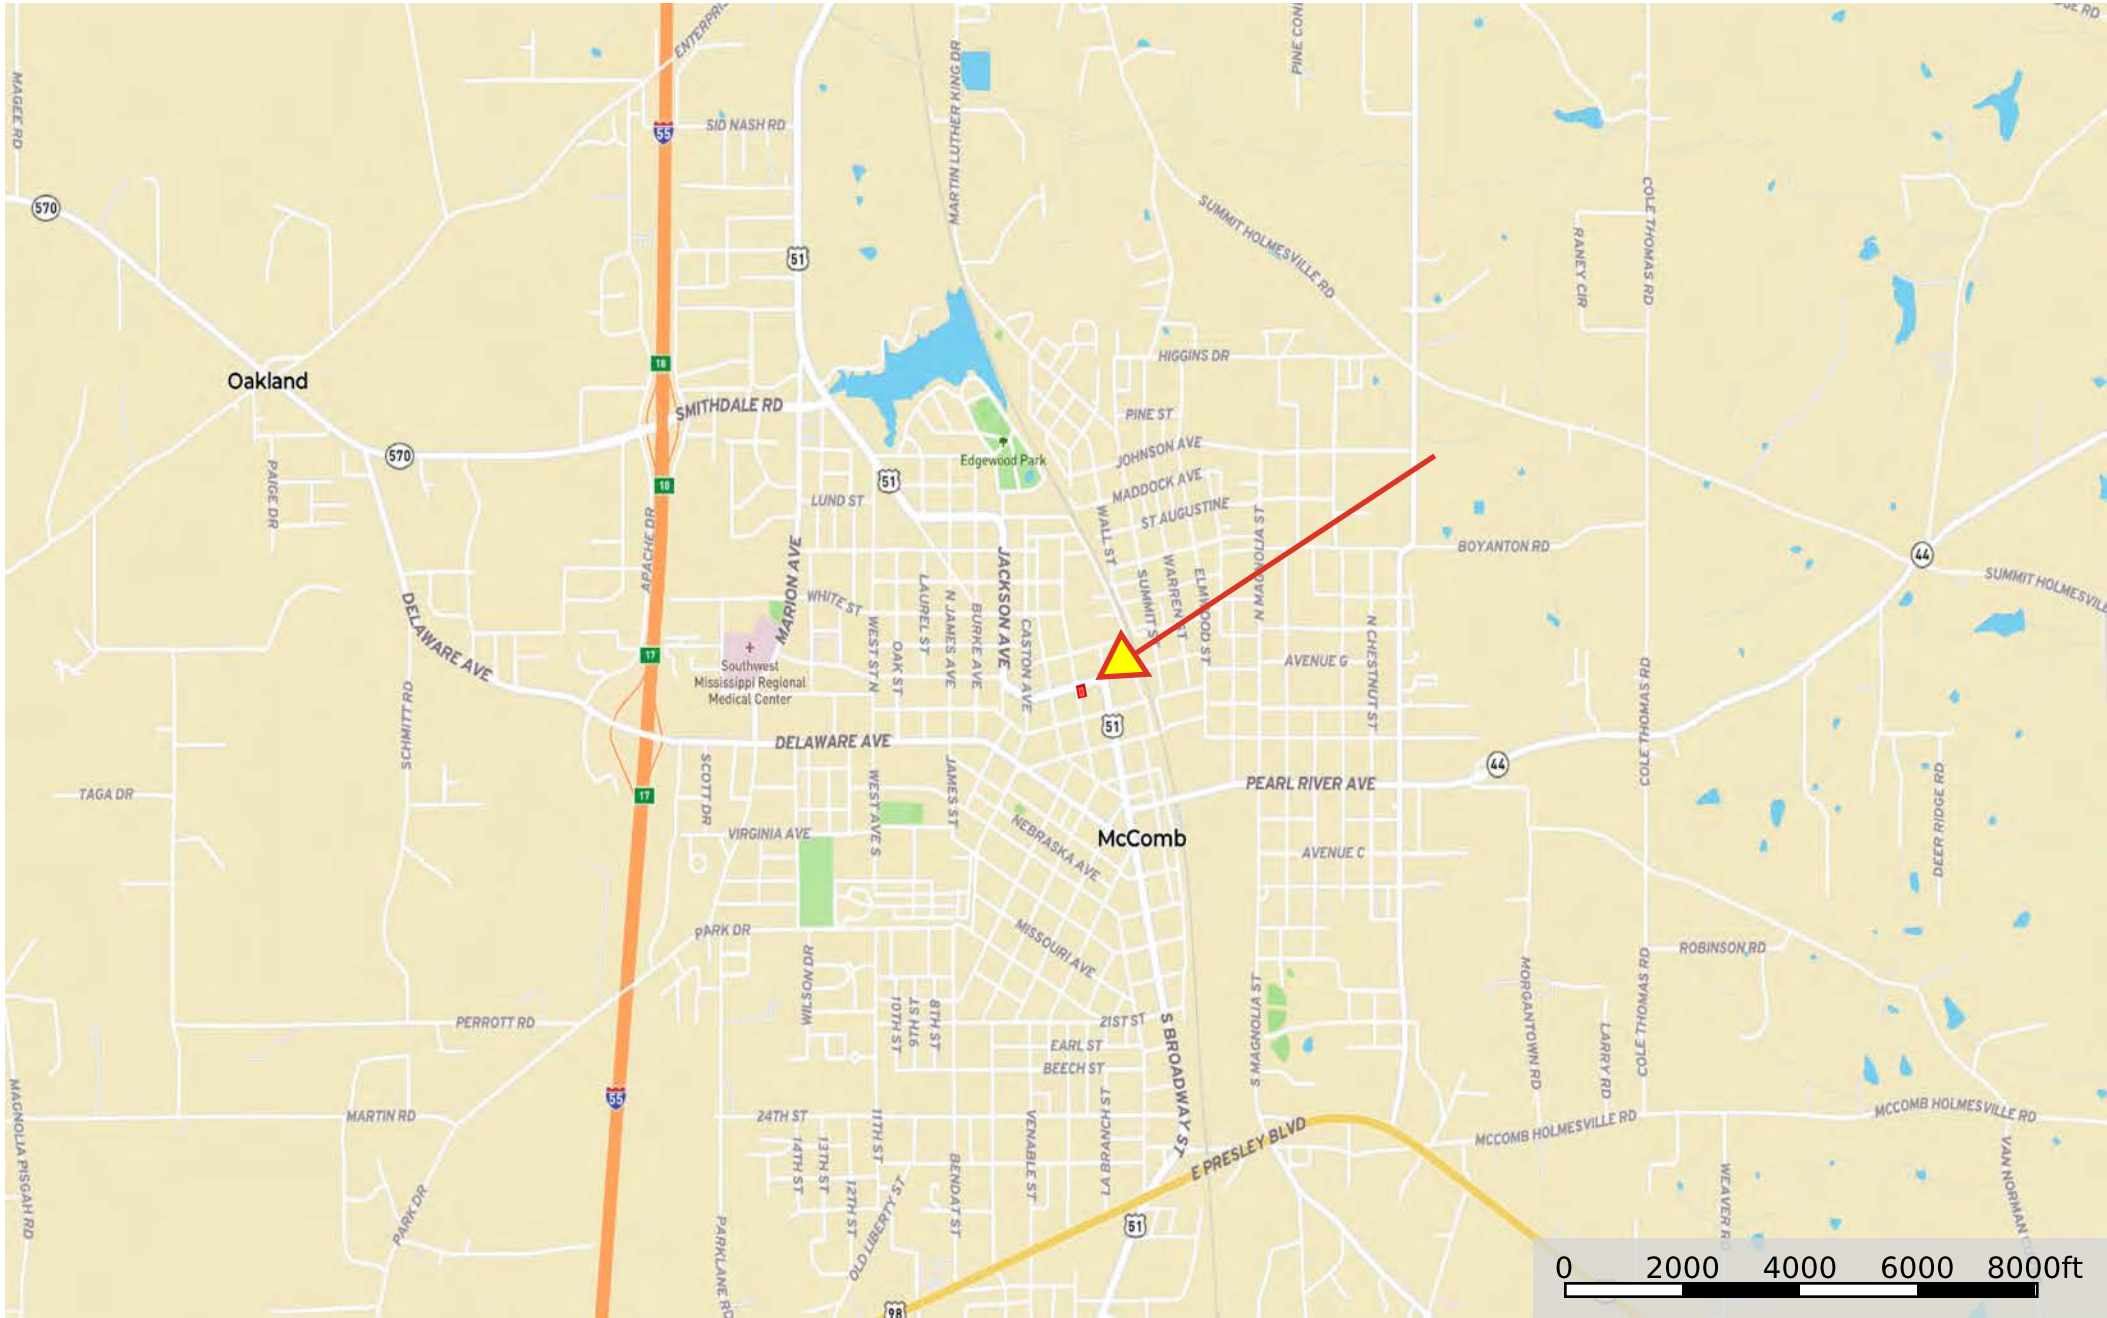 MAGEE RD
ENTERPRIS
MARTIN LUTHER KING DR
PINE CON
GE RD
55
SID NASH RD
570
51
SUMMIT HOLMESVILLE RD
RANEY CIR
COLE THOMAS RD
HIGGINS DR
18
Oakland
SMITHDALE RD
PINE ST
570
JOHNSON AVE
Edgewood Park
51
18
PAIGE DR
LUND ST
MADDOCK AVE
ST AUGUSTINE
WALL ST
N MAGNOLIA ST
APACHE DR
MARION AVE
JACKSON AVE
BOYANTON RD
44
SUMMIT HOLMESVILL
DELAWARE AVE
WHITE ST
WEST ST N
OAK ST
LAUREL ST
N JAMES AVE
BURKE AVE
CASTON AVE
SUMMIT S
WARREN ST
ELMWOOD ST
N CHESTNUT ST
17
Southwest
Mississippi Regional
Medical Center
AVENUE G
COLE THOMAS RD
SCHMITT RD
51
DELAWARE AVE
SCOTT DR
WEST AVE S
JAMES ST
44
PEARL RIVER AVE
TAGA DR
17
DEER RIDGE RD
VIRGINIA AVE
NEBRASKA AVE
McComb
AVENUE C
PARK DR
WILSON DR
MISSOURI AVE
ROBINSON RD
10TH ST
9TH ST
8TH ST
PERROTT RD
21ST ST
EARL ST
BEECH ST
S BROADWAY ST
S MAGNOLIA ST
MORGANTOWN RD
LARRY RD
COLE THOMAS RD
MAGNOLIA PISGAH RD
55
MARTIN RD
24TH ST
14TH ST
13TH ST
12TH ST
11TH ST
OLD LIBERTY ST
BENDAT ST
VENABLE ST
LA BRANCH ST
E PRESLEY BLVD
MCCOMB HOLMESVILLE RD
MCCOMB HOLMESVILLE RD
PARK DR
PARKLANE RD
51
98
WEAVER R
VAN NORMAN
0 2000 4000 6000 8000ft